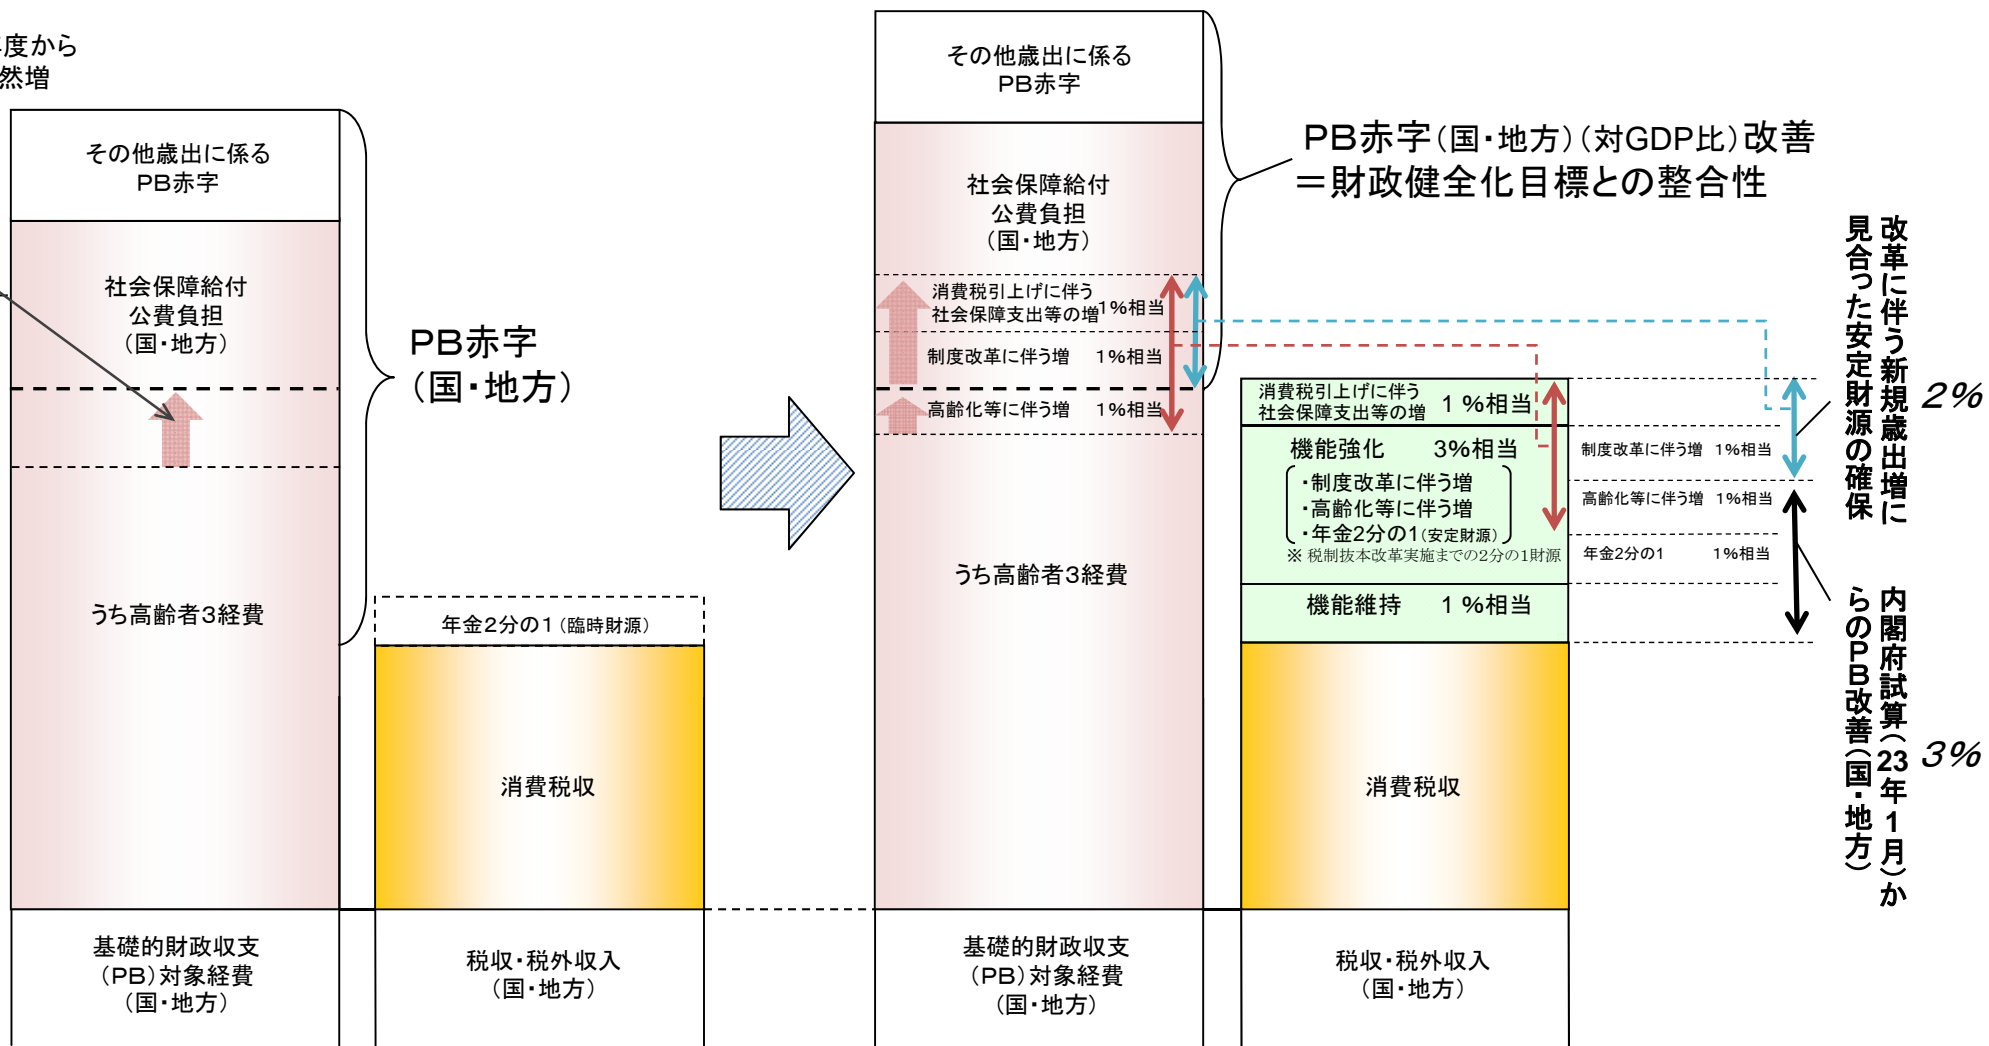 年度から
然増
その他歳出に係る
PB赤字
社会保障給付
公費負担
(国・地方)
うち高齢者3経費
基礎的財政収支
(PB)対象経費
(国・地方)
PB赤字
(国・地方)
年金2分の1(臨時財源)
消費税収
税収・税外収入
(国・地方)
その他歳出に係る
PB赤字
社会保障給付
公費負担
(国・地方)
消費税引上げに伴う
社会保障支出等の増 1%相当
制度改革に伴う増 1%相当
高齢化等に伴う増 1%相当
うち高齢者3経費
基礎的財政収支
(PB)対象経費
(国・地方)
PB赤字(国・地方)(対GDP比)改善
=財政健全化目標との整合性
消費税引上げに伴う
社会保障支出等の増 1%相当
機能強化 3%相当
・制度改革に伴う増
・高齢化等に伴う増
・年金2分の1(安定財源)
※ 税制抜本改革実施までの2分の1財源
機能維持 1%相当
消費税収
税収・税外収入
(国・地方)
制度改革に伴う増 1%相当
高齢化等に伴う増 1%相当
年金2分の1 1%相当
改革に伴う新規歳出増に
見合った安定財源の確保
2%
内閣府試算(23年1月)か
らのPB改善(国・地方)
3%